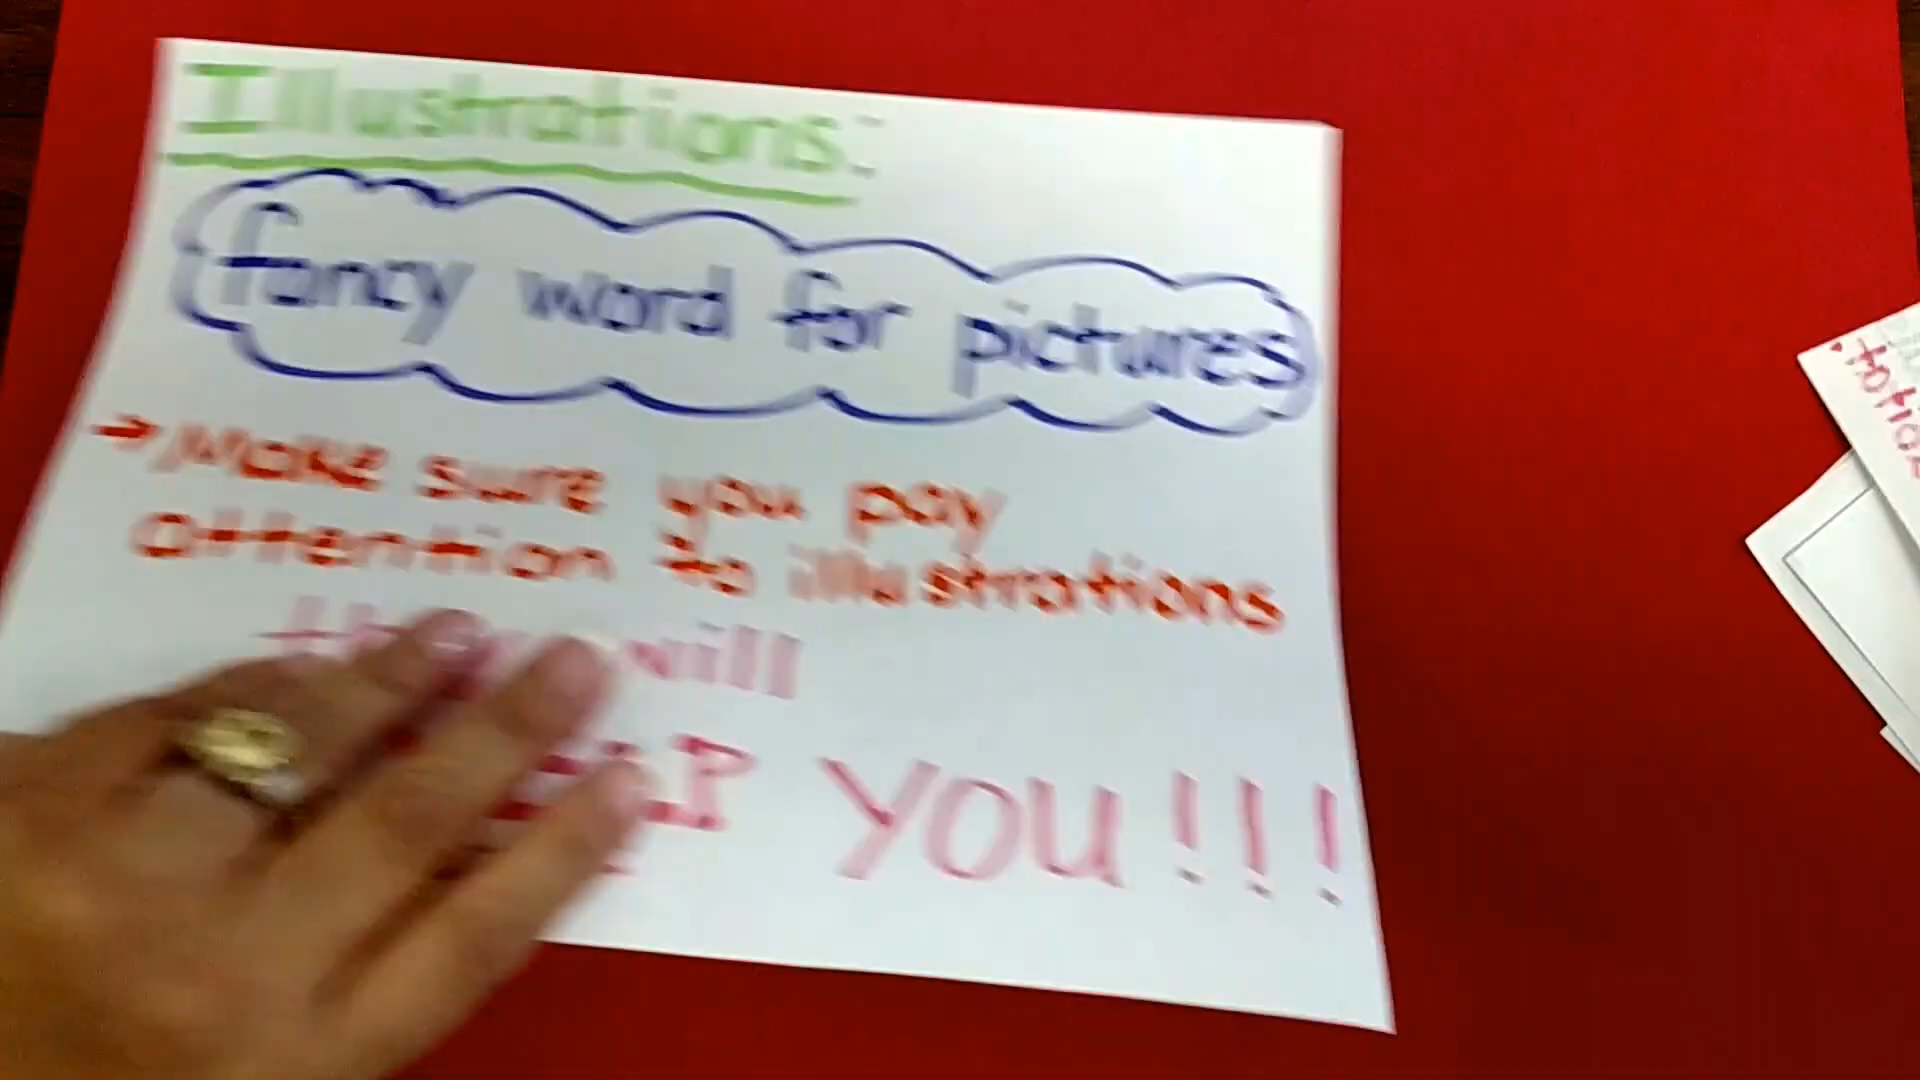 Illustrations:
fancy word for pictures
→ Make sure you pay
attention to illustrations
will
YOU!!!